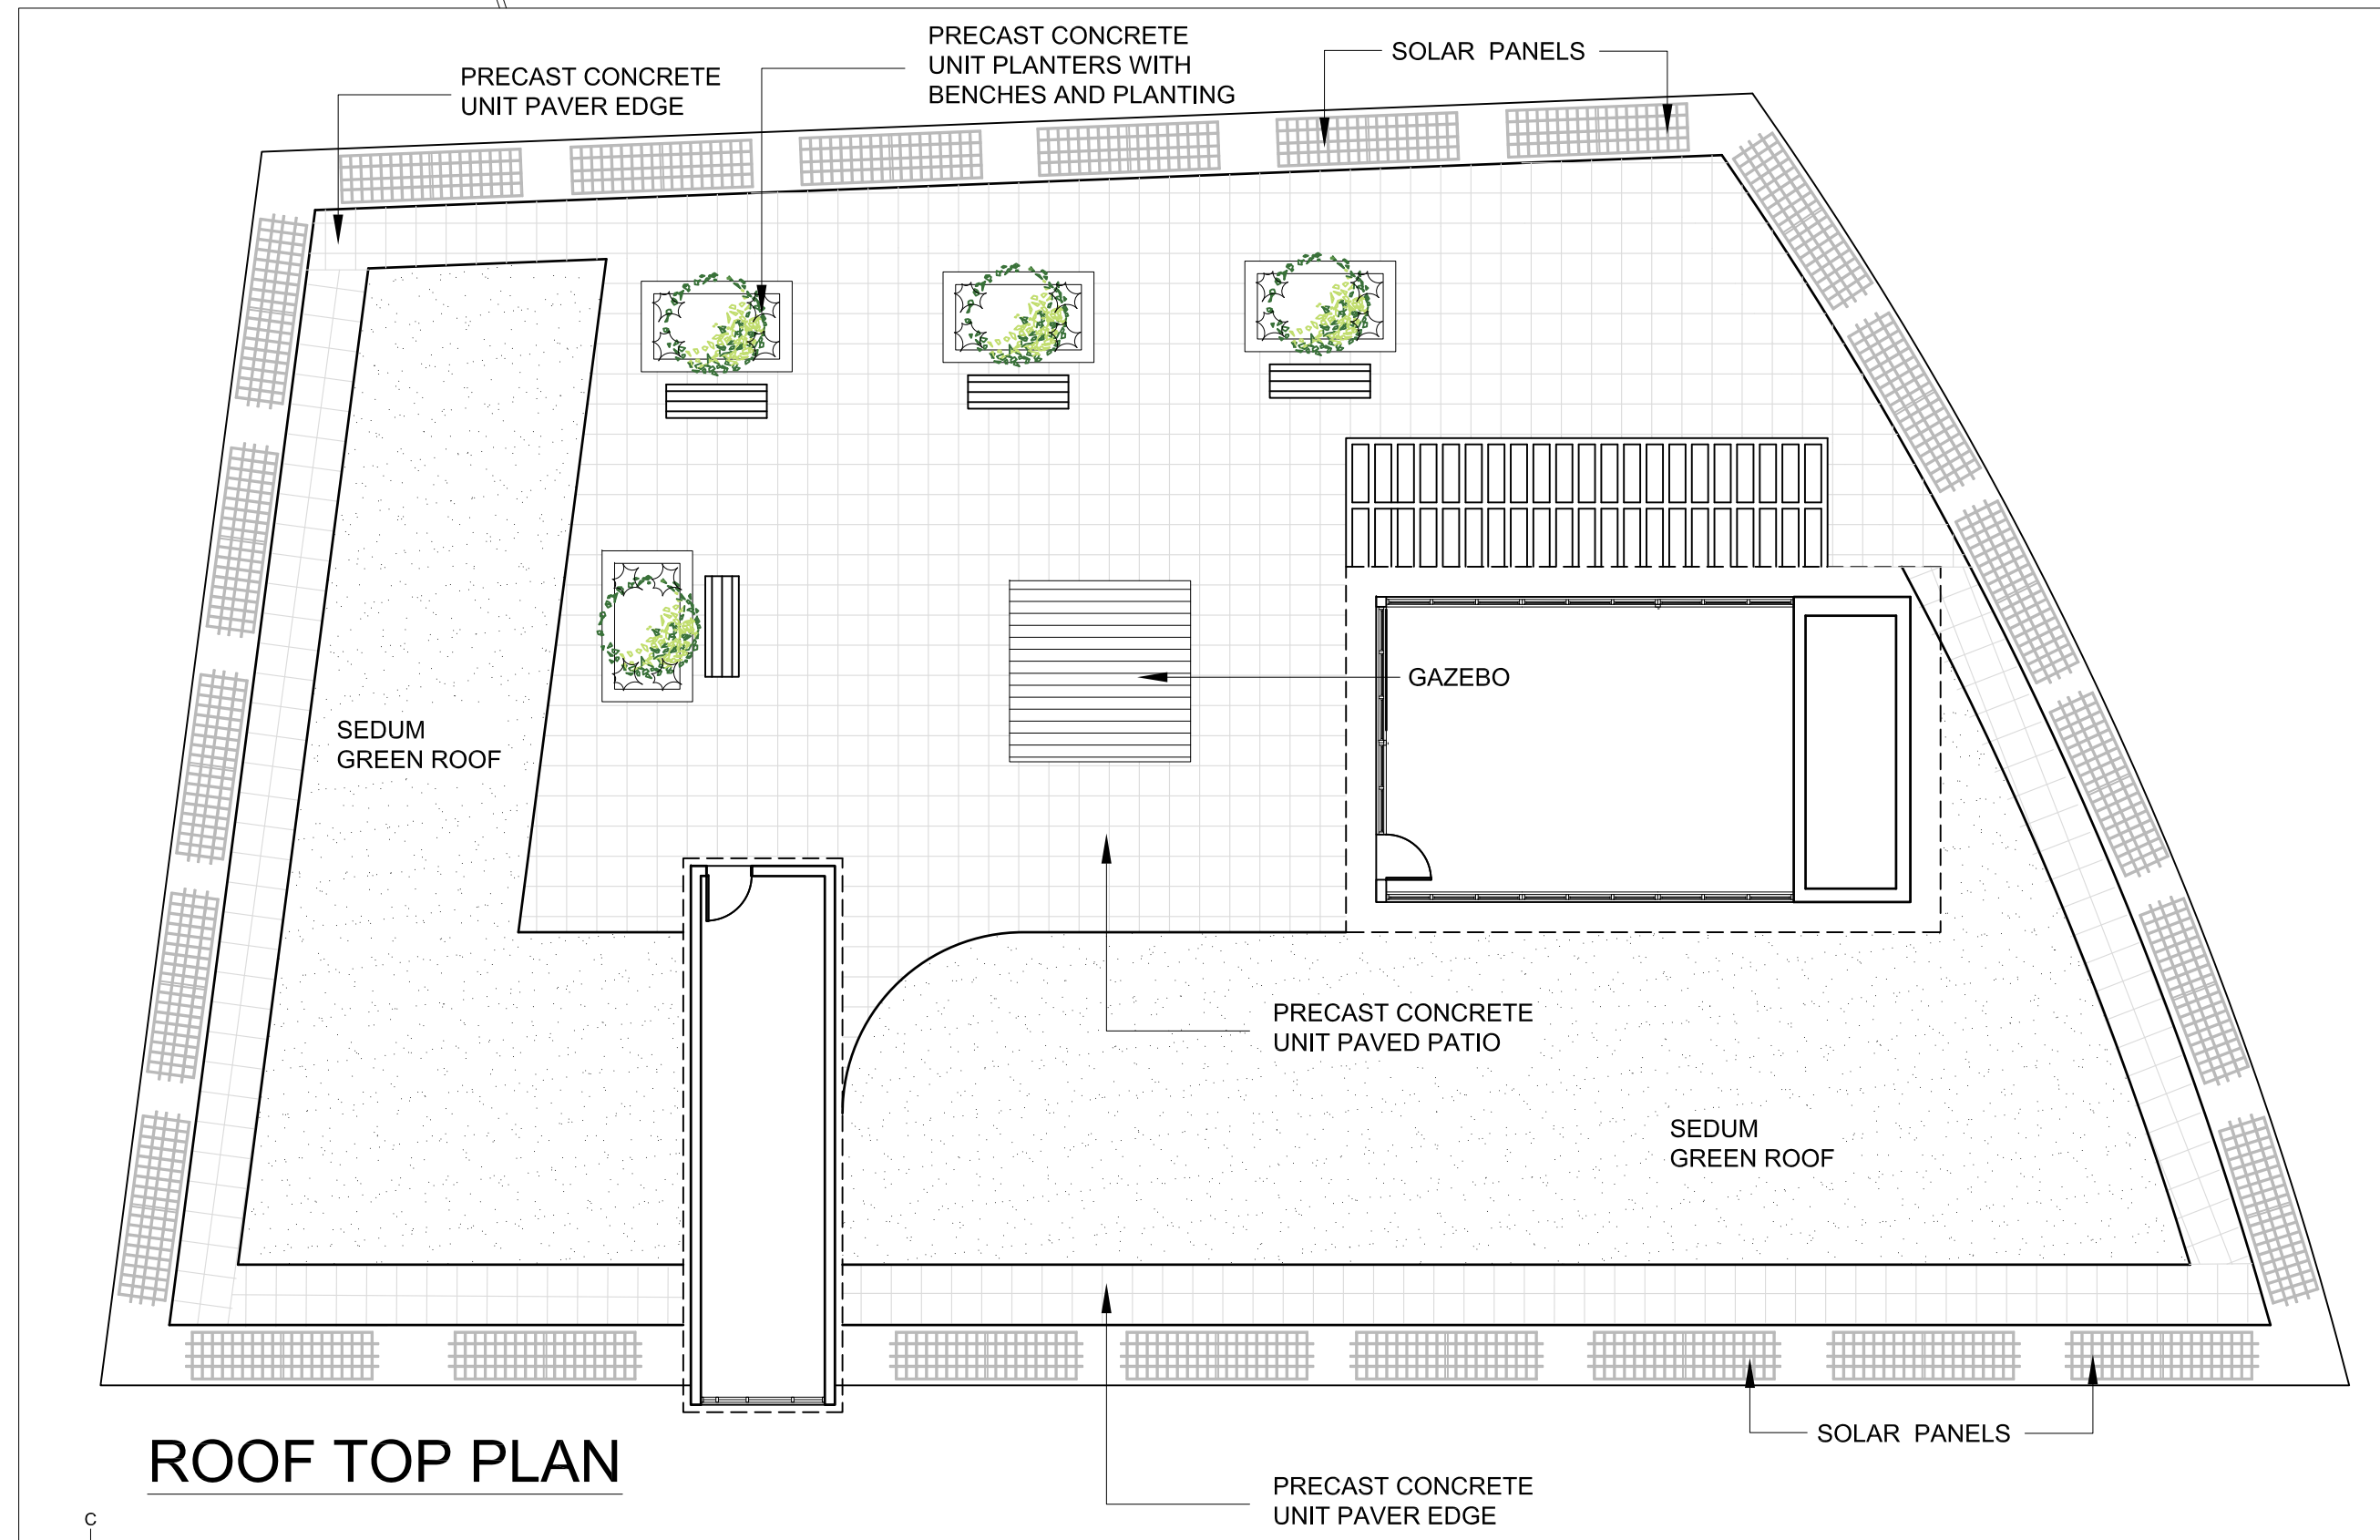 PRECAST CONCRETE
UNIT PAVER EDGE
PRECAST CONCRETE
UNIT PLANTERS WITH
BENCHES AND PLANTING
SOLAR PANELS
GAZEBO
SEDUM
GREEN ROOF
PRECAST CONCRETE
UNIT PAVED PATIO
SEDUM
GREEN ROOF
SOLAR PANELS
ROOF TOP PLAN
PRECAST CONCRETE
UNIT PAVER EDGE
C